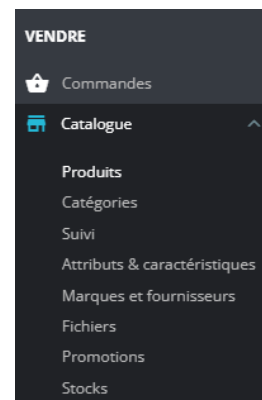 VENDRE
Commandes
Catalogue
Produits
Catégories
Suivi
Attributs & caractéristiques
Marques et fournisseurs
Fichiers
Promotions
Stocks